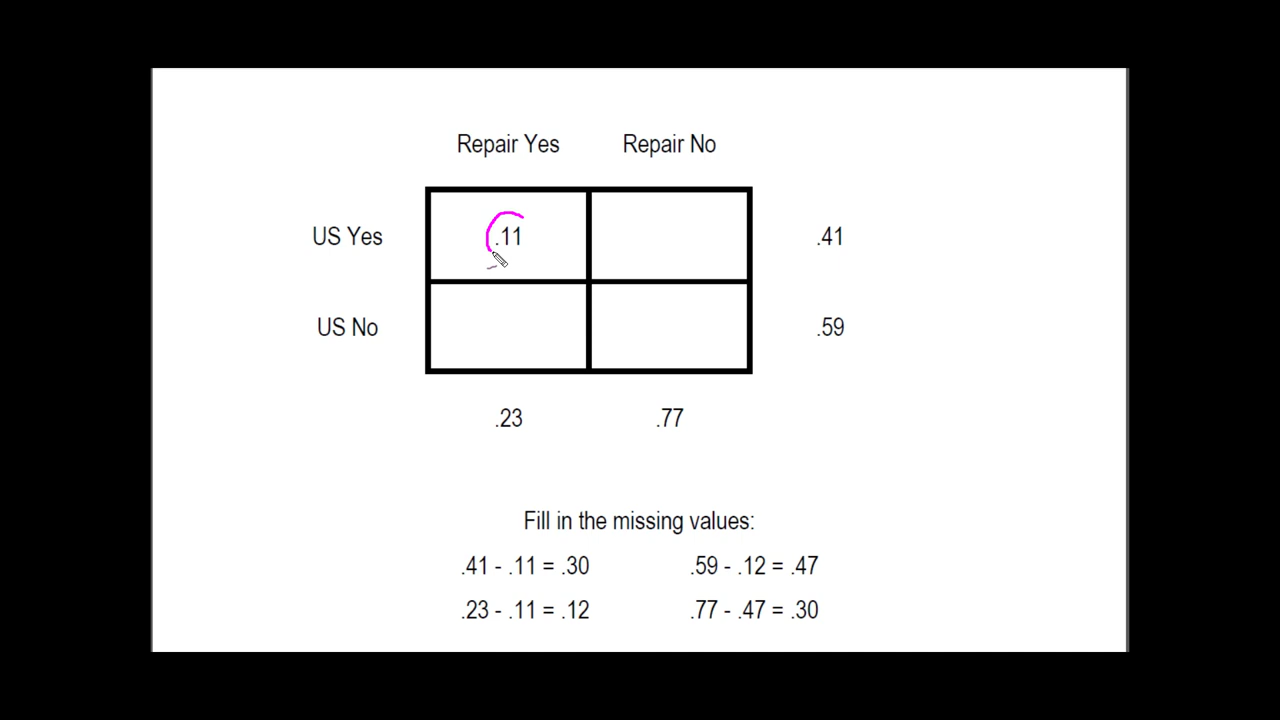 Repair Yes Repair No
US Yes .11 .41
US No .59
.23 .77
Fill in the missing values:
.41 - .11 = .30 .59 - .12 = .47
.23 - .11 = .12 .77 - .47 = .30